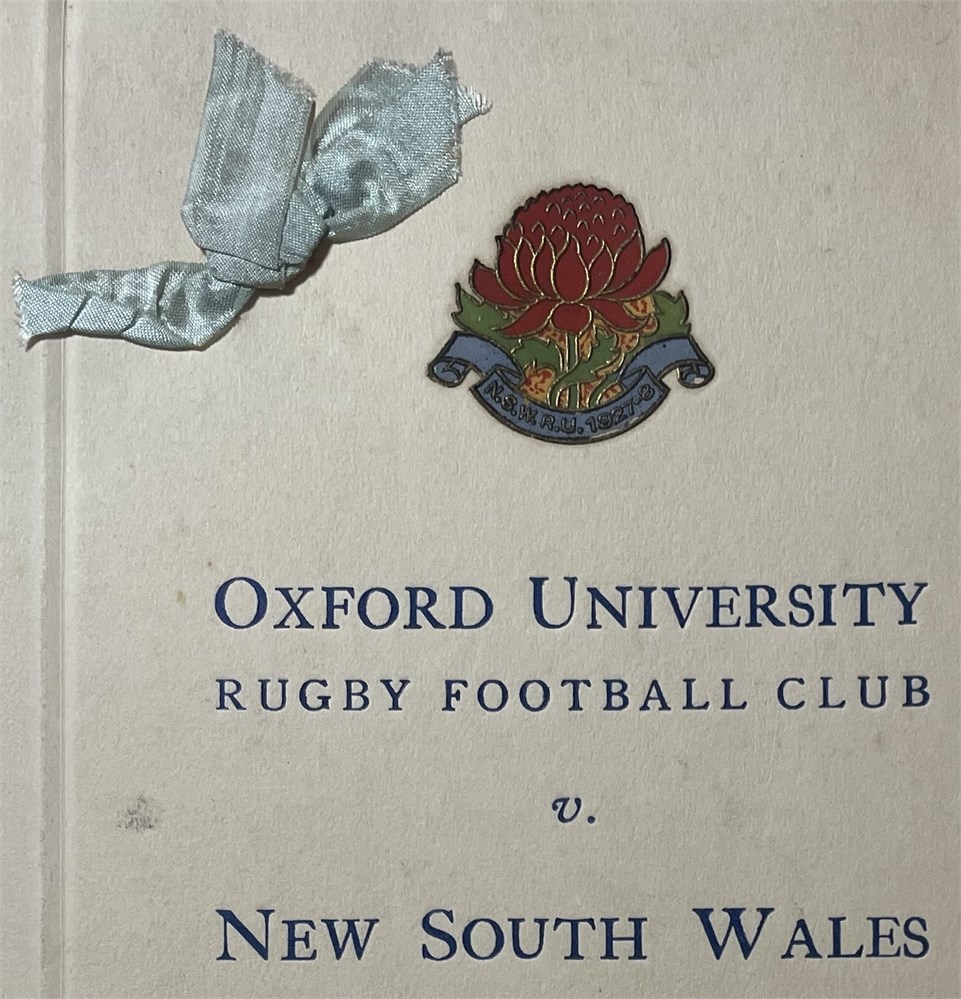 N.S.W.R.U. 1927-8
OXFORD UNIVERSITY
RUGBY FOOTBALL CLUB
v.
NEW SOUTH WALES